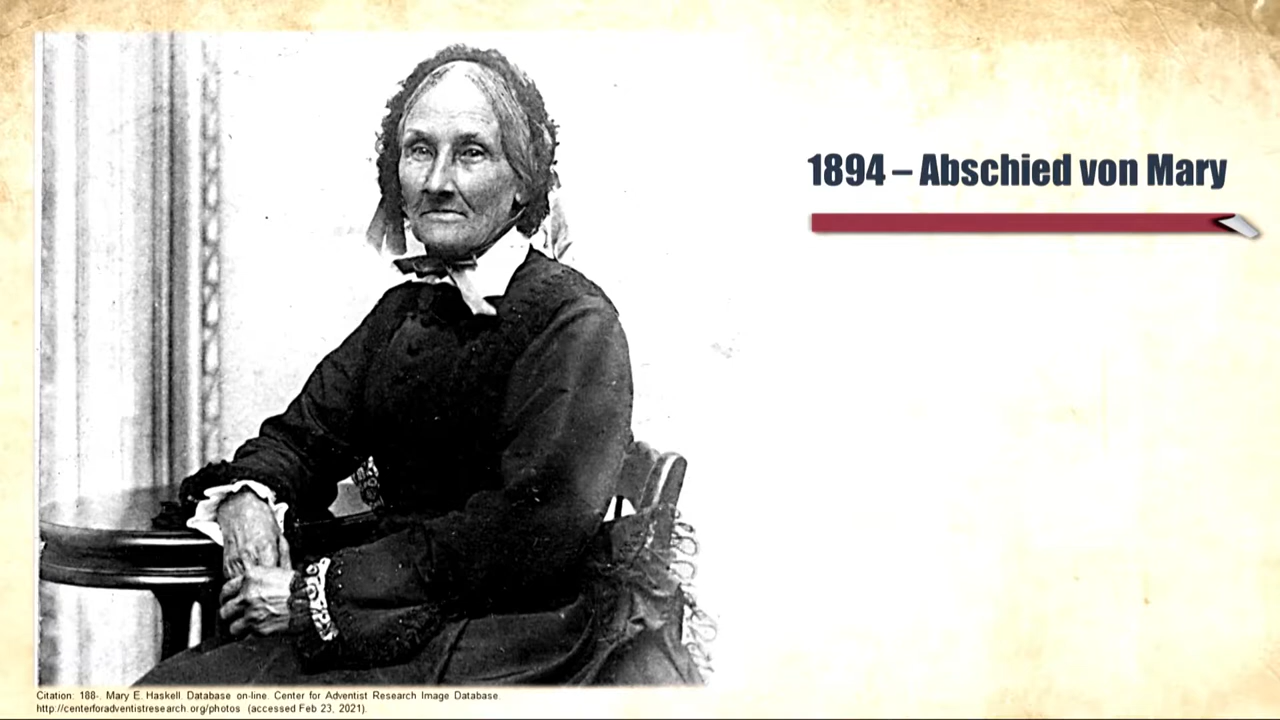 1894 – Abschied von Mary
Citation: 188-. Mary E. Haskell. Database on-line. Center for Adventist Research Image Database.
http://centerforadventistresearch.org/photos (accessed Feb 23, 2021).